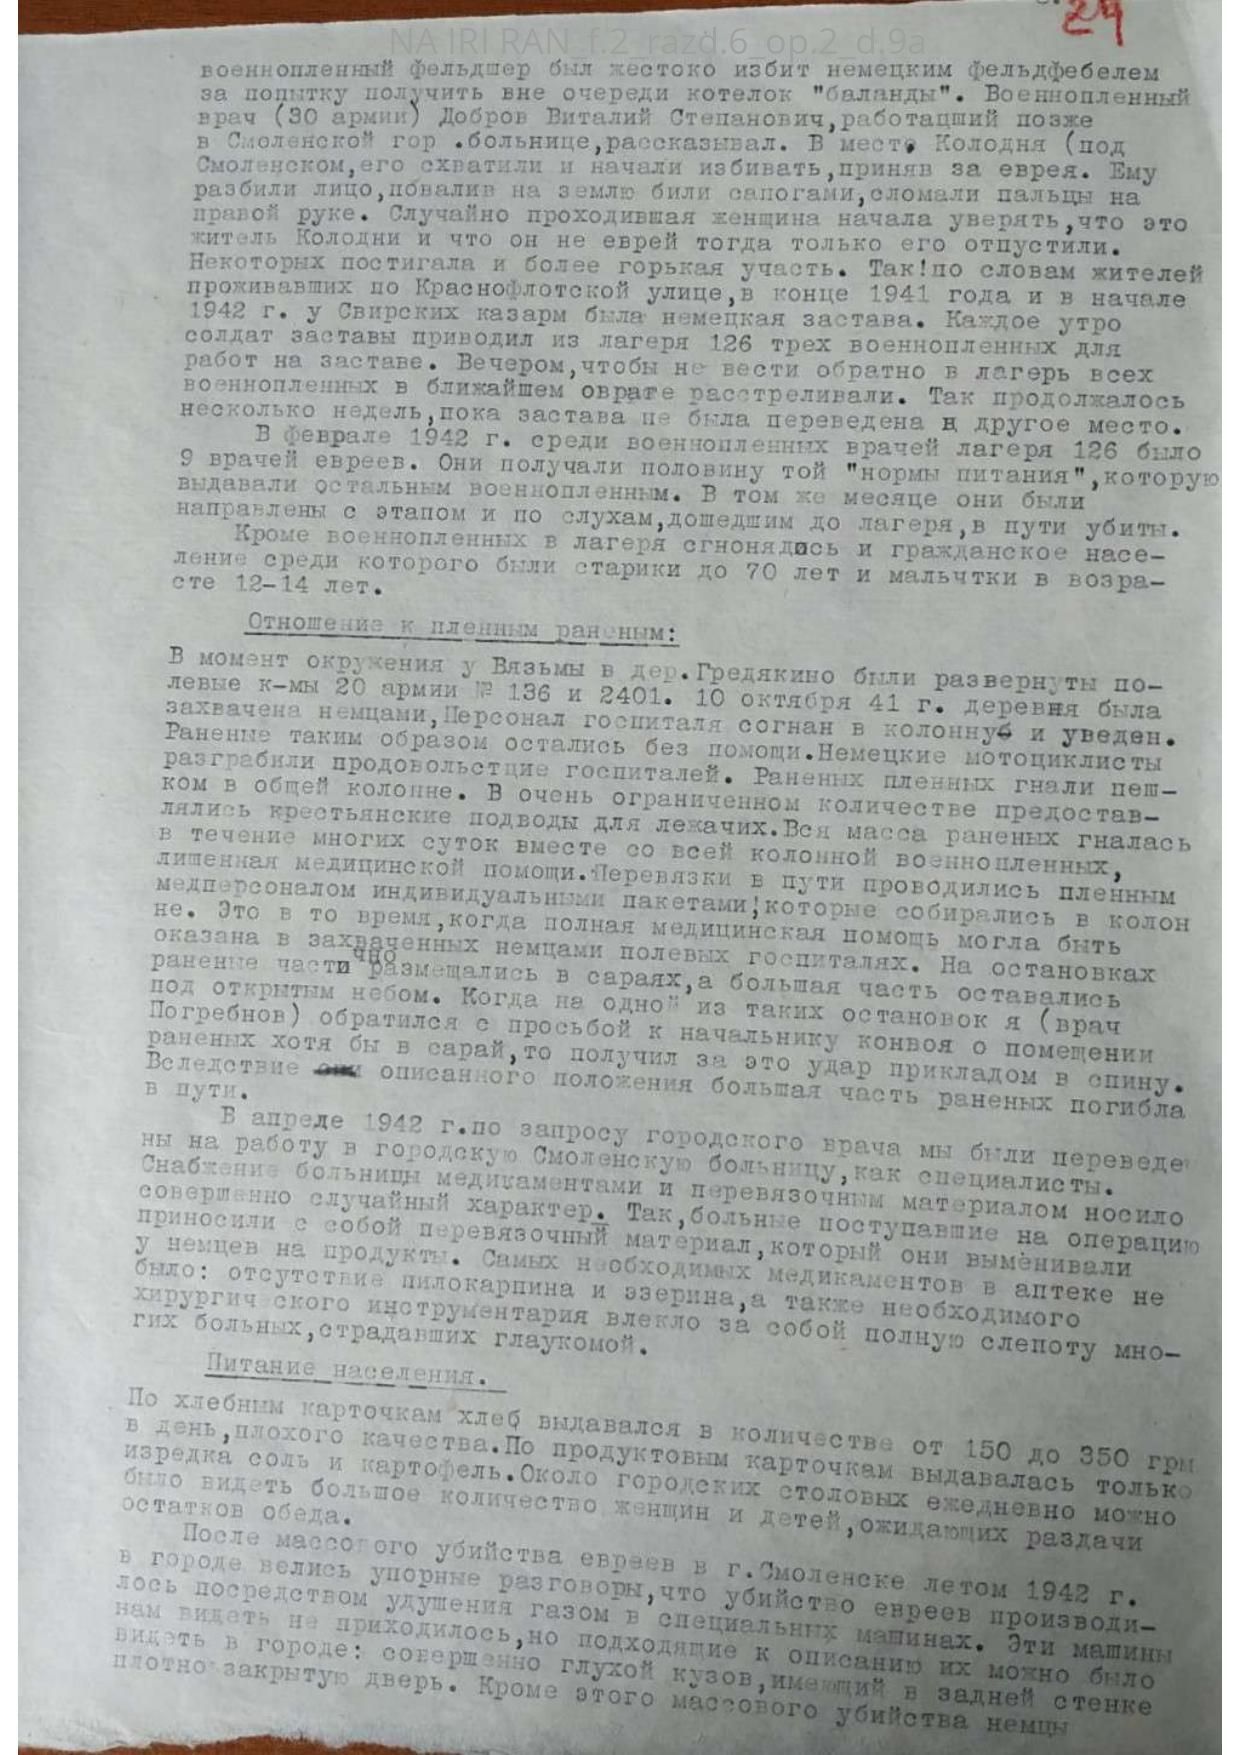 29
NA IRI RAN_f.2_razd.6_op.2_d.9a
военнопленный фельдшер был жестоко избит немецким фельдфебелем
за попытку получить вне очереди котелок "баланды". Военнопленный
врач (30 армии) Добров Виталий Степанович,работацший позже
в Смоленской гор .больнице,рассказывал. В месте Колодня (под
Смоленском,его схватили и начали избивать,приняв за еврея. Ему
разбили лицо,повалив на землю били сапогами,сломали пальцы на
правой руке. Случайно проходившая женщина начала уверять,что это
житель Колодни и что он не еврей тогда только его отпустили.
Некоторых постигала и более горькая участь. Так!по словам жителей
проживавших по Краснофлотской улице,в конце 1941 года и в начале
1942 г. у Свирских казарм была немецкая застава. Каждое утро
солдат заставы приводил из лагеря 126 трех военнопленных для
работ на заставе. Вечером,чтобы не вести обратно в лагерь всех
военнопленных в ближайшем овраге расстреливали. Так продолжалось
несколько недель,пока застава не была переведена в другое место.
В феврале 1942 г. среди военнопленных врачей лагеря 126 было
9 врачей евреев. Они получали половину той "нормы питания",которую
выдавали остальным военнопленным. В том же месяце они были
направлены с этапом и по слухам,дошедшим до лагеря,в пути убиты.
Кроме военнопленных в лагеря сгнонялись и гражданское насе-
ление среди которого были старики до 70 лет и мальчтки в возра-
сте 12-14 лет.
Отношение к пленным раненым:
В момент окружения у Вязьмы в дер.Гредякино были развернуты по-
левые к-мы 20 армии № 136 и 2401. 10 октября 41 г. деревня была
захвачена немцами,Персонал госпиталя согнан в колонну и уведен.
Раненые таким образом остались без помощи.Немецкие мотоциклисты
разграбили продовольстцие госпиталей. Раненых пленных гнали пеш-
ком в общей колонне. В очень ограниченном количестве предостав-
лялись крестьянские подводы для лежачих.Вся масса раненых гналась
в течение многих суток вместе со всей колонной военнопленных,
лишенная медицинской помощи.Перевязки в пути проводились пленным
медперсоналом индивидуальными пакетами!которые собирались в колон
не. Это в то время,когда полная медицинская помощь могла быть
оказана в захваченных немцами полевых госпиталях. На остановках
раненые частично размещались в сараях,а большая часть оставались
под открытым небом. Когда на одной из таких остановок я (врач
Погребнов) обратился с просьбой к начальнику конвоя о помещении
раненых хотя бы в сарай,то получил за это удар прикладом в спину.
Вследствие описанного положения большая часть раненых погибла
в пути.
В апреле 1942 г.по запросу городского врача мы были переведе
ны на работу в городскую Смоленскую больницу,как специалисты.
Снабжение больницы медикаментами и перевязочным материалом носило
совершенно случайный характер. Так,больные поступавшие на операцию
приносили с собой перевязочный материал,который они выменивали
у немцев на продукты. Самых необходимых медикаментов в аптеке не
было: отсутствие пилокарпина и эзерина,а также необходимого
хирургического инструментария влекло за собой полную слепоту мно-
гих больных,страдавших глаукомой.
Питание населения.
По хлебным карточкам хлеб выдавался в количестве от 150 до 350 грм
в день,плохого качества.По продуктовым карточкам выдавалась только
изредка соль и картофель.Около городских столовых ежедневно можно
было видеть большое количество женщин и детей,ожидающих раздачи
остатков обеда.
После массового убийства евреев в г.Смоленске летом 1942 г.
в городе велись упорные разговоры,что убийство евреев производи-
лось посредством удушения газом в специальных машинах. Эти машины
нам видеть не приходилось,но подходящие к описанию их можно было
видеть в городе: совершенно глухой кузов,имеющий в задней стенке
плотно закрытую дверь. Кроме этого массового убийства немцы